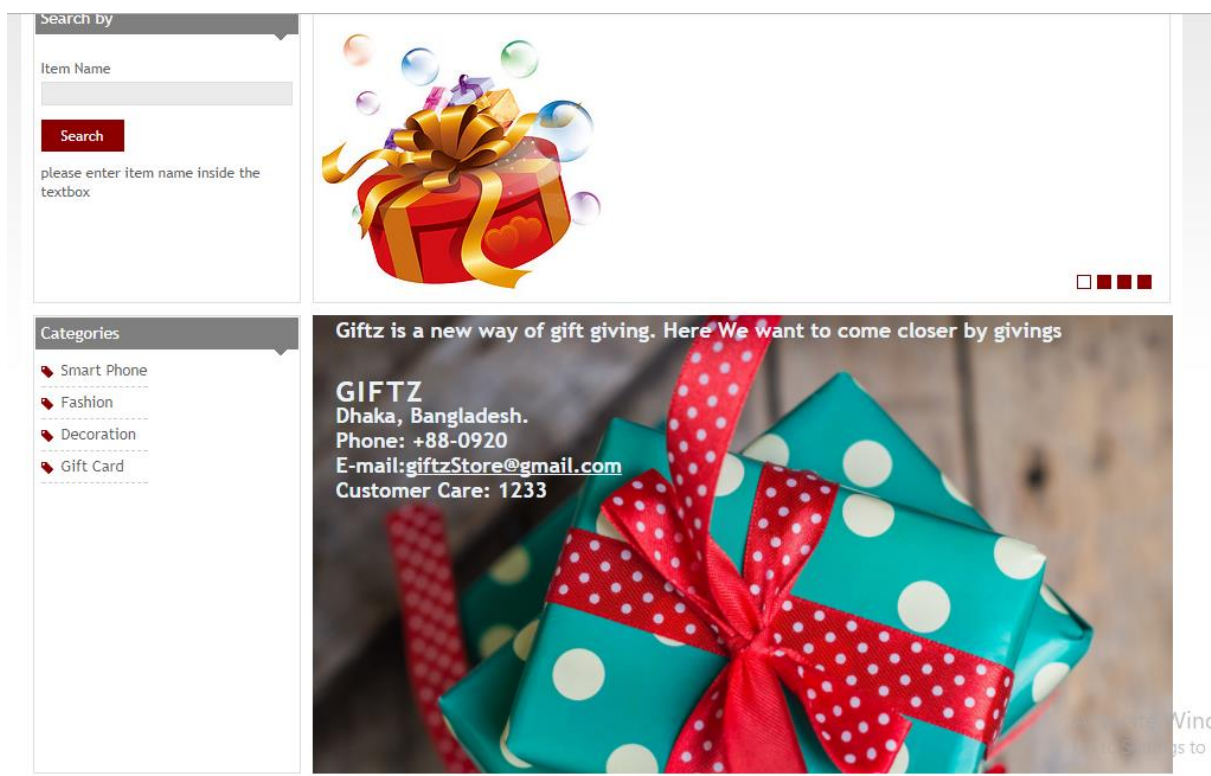 Search by
Item Name
Search
please enter item name inside the
textbox
Categories
Smart Phone
Fashion
Decoration
Gift Card
Giftz is a new way of gift giving. Here We want to come closer by givings
GIFTZ
Dhaka, Bangladesh.
Phone: +88-0920
E-mail:giftzStore@gmail.com
Customer Care: 1233